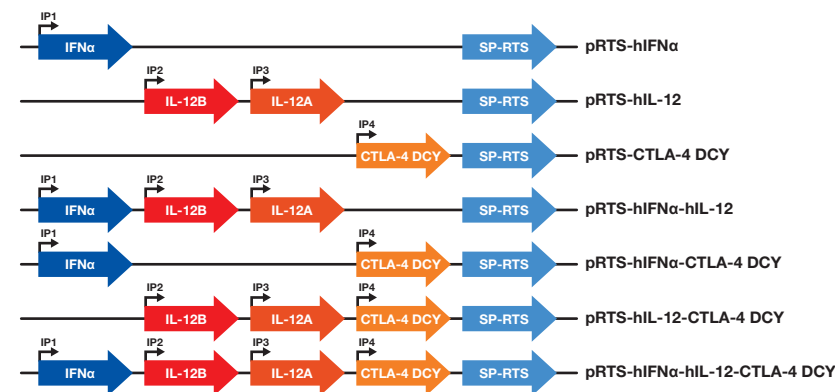 IP1
IFNα SP-RTS pRTS-hIFNα
IP2 IP3
IL-12B IL-12A SP-RTS pRTS-hIL-12
IP4
CTLA-4 DCY SP-RTS pRTS-CTLA-4 DCY
IP1 IP2 IP3
IFNα IL-12B IL-12A SP-RTS pRTS-hIFNα-hIL-12
IP1 IP4
IFNα CTLA-4 DCY SP-RTS pRTS-hIFNα-CTLA-4 DCY
IP2 IP3 IP4
IL-12B IL-12A CTLA-4 DCY SP-RTS pRTS-hIL-12-CTLA-4 DCY
IP1 IP2 IP3 IP4
IFNα IL-12B IL-12A CTLA-4 DCY SP-RTS pRTS-hIFNα-hIL-12-CTLA-4 DCY